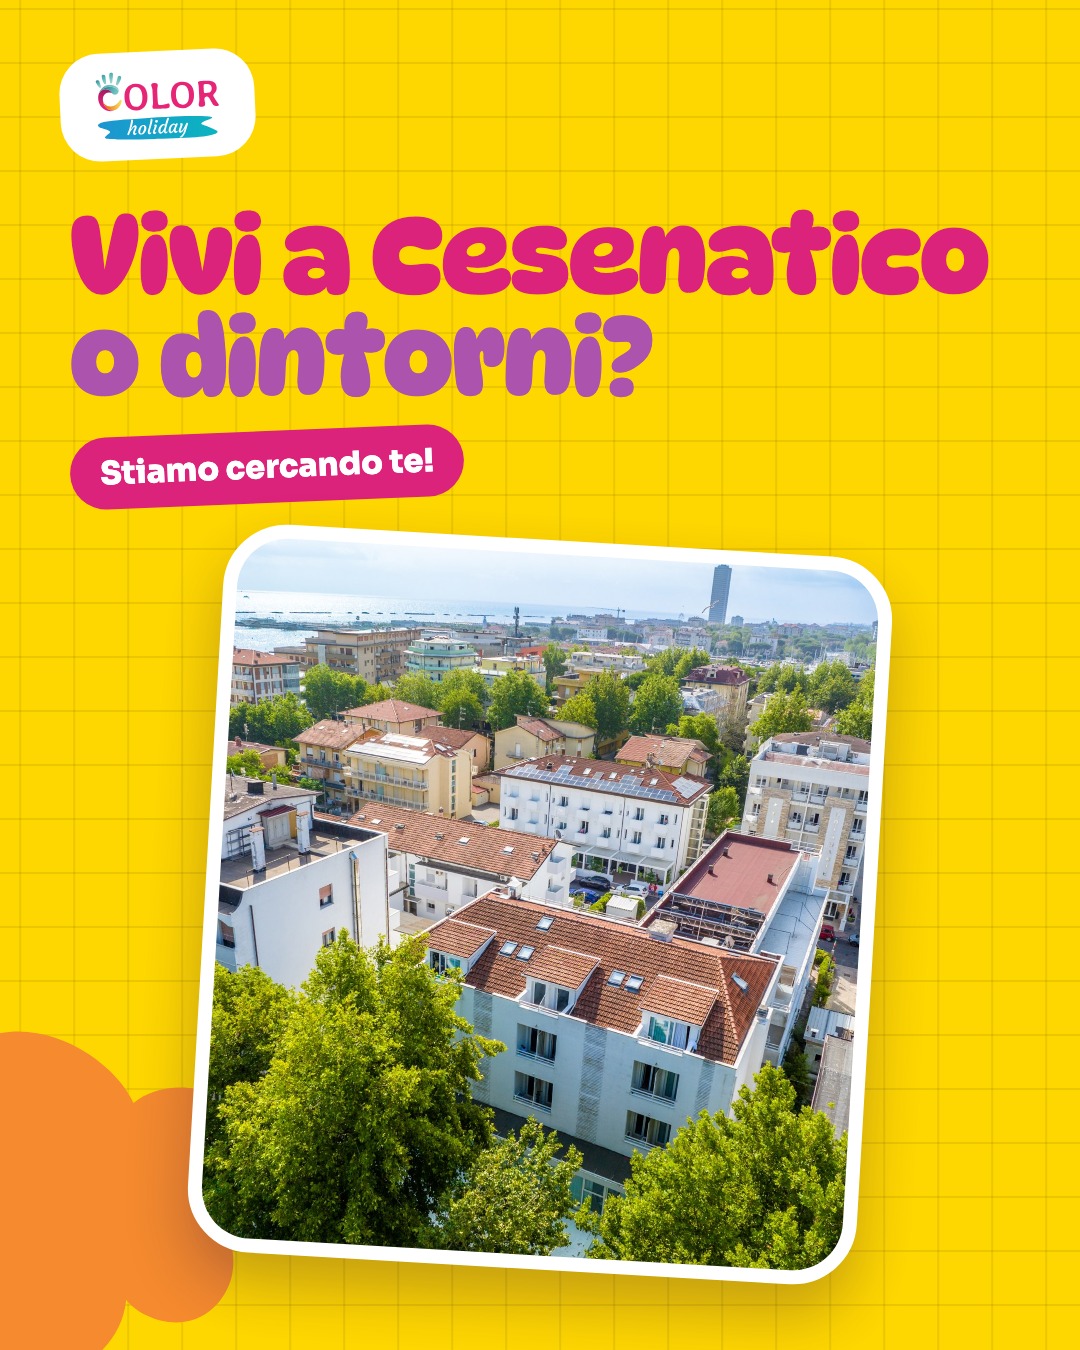 COLOR
holiday
Vivi a Cesenatico
o dintorni?
Stiamo cercando te!